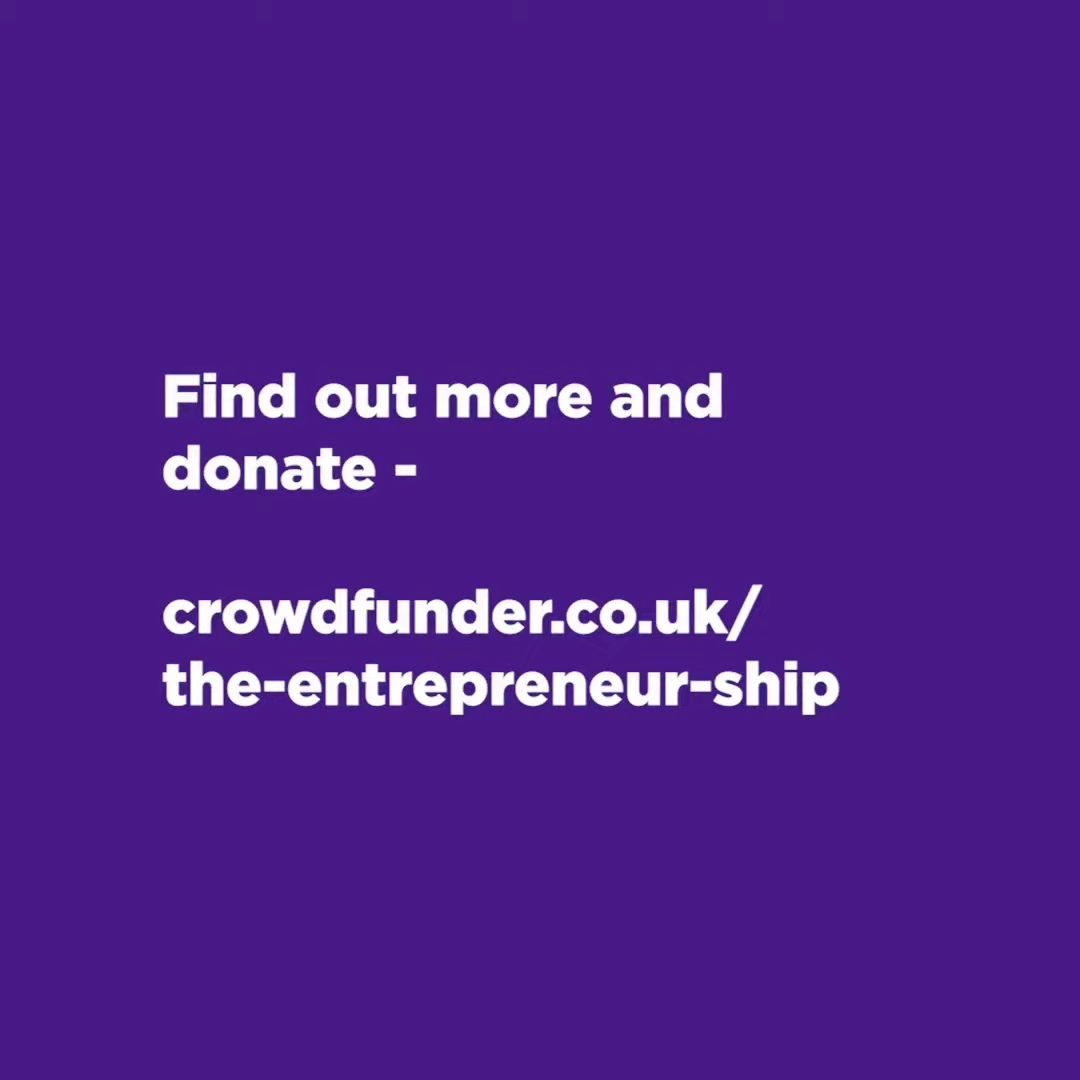 Find out more and
donate -
crowdfunder.co.uk/
the-entrepreneur-ship